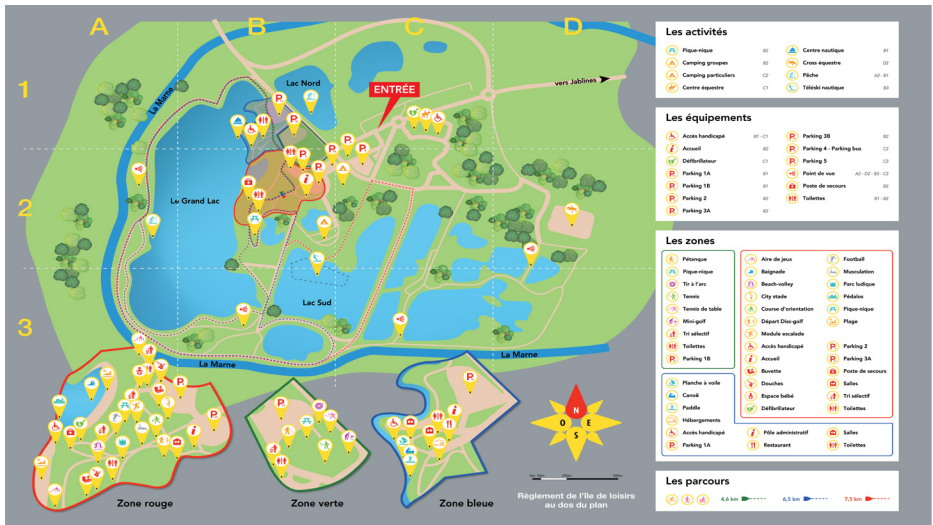 A
B
C
D
1
2
3
La Marne
Lac Nord
ENTRÉE
vers Jablines
Le Grand Lac
Lac Sud
La Marne
La Marne
Zone rouge
Zone verte
Zone bleue
N
O
E
S
Règlement de l'île de loisirs
au dos du plan
Les activités
Pique-nique B2
Camping groupes B2
Camping particuliers C2
Centre équestre C1
Centre nautique B1
Cross équestre D2
Pêche A2 - B1
Téléski nautique B3
Les équipements
Accès handicapé B1 - C1
Accueil B2
Défibrillateur C1
Parking 1A B1
Parking 1B B1
Parking 2 B2
Parking 3A B2
Parking 3B B2
Parking 4 - Parking bus C2
Parking 5 C2
Point de vue A2 - D2 - B3 - C3
Poste de secours B2
Toilettes B1 - B2
Les zones
Pétanque
Pique-nique
Tir à l'arc
Tennis
Tennis de table
Mini-golf
Tri sélectif
Toilettes
Parking 1B
Aire de jeux
Baignade
Beach-volley
City stade
Course d'orientation
Départ Disc-golf
Module escalade
Accès handicapé
Accueil
Buvette
Douches
Espace bébé
Défibrillateur
Football
Musculation
Parc ludique
Pédalos
Pique-nique
Plage
Parking 2
Parking 3A
Poste de secours
Salles
Tri sélectif
Toilettes
Planche à voile
Canoë
Paddle
Hébergements
Accès handicapé
Parking 1A
Pôle administratif
Restaurant
Salles
Toilettes
Les parcours
4,6 km
6,5 km
7,5 km